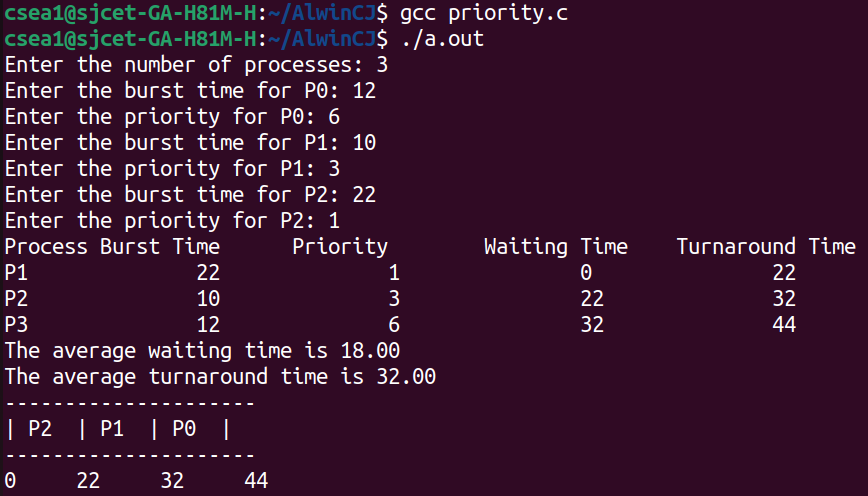 csea1@sjcet-GA-H81M-H:~/AlwinCJ$ gcc priority.c
csea1@sjcet-GA-H81M-H:~/AlwinCJ$ ./a.out
Enter the number of processes: 3
Enter the burst time for P0: 12
Enter the priority for P0: 6
Enter the burst time for P1: 10
Enter the priority for P1: 3
Enter the burst time for P2: 22
Enter the priority for P2: 1
Process Burst Time      Priority        Waiting Time    Turnaround Time
P1              22              1               0               22
P2              10              3              22              32
P3              12              6              32              44
The average waiting time is 18.00
The average turnaround time is 32.00
---------------------
| P2  | P1  | P0  |
---------------------
0     22     32     44